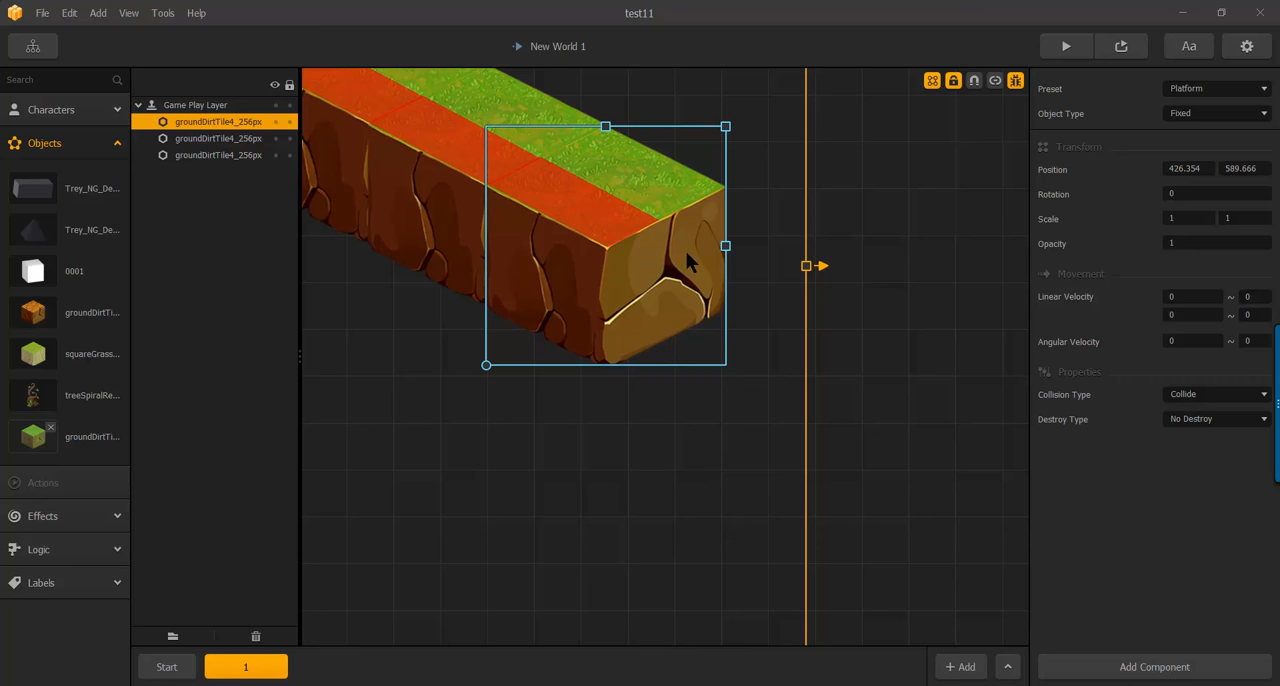 File Edit Add View Tools Help
test11
New World 1
Aa
Search
Characters
Objects
Trey_NG_De...
Trey_NG_De...
0001
groundDirtTi...
squareGrass...
treeSpiralRe...
groundDirtTi...
Actions
Effects
Logic
Labels
Game Play Layer
groundDirtTile4_256px
groundDirtTile4_256px
groundDirtTile4_256px
Start
1
+ Add
Preset Platform
Object Type Fixed
Transform
Position 426.354 589.666
Rotation 0
Scale 1 1
Opacity 1
Movement
Linear Velocity 0 ~ 0
0 ~ 0
Angular Velocity 0 ~ 0
Properties
Collision Type Collide
Destroy Type No Destroy
Add Component